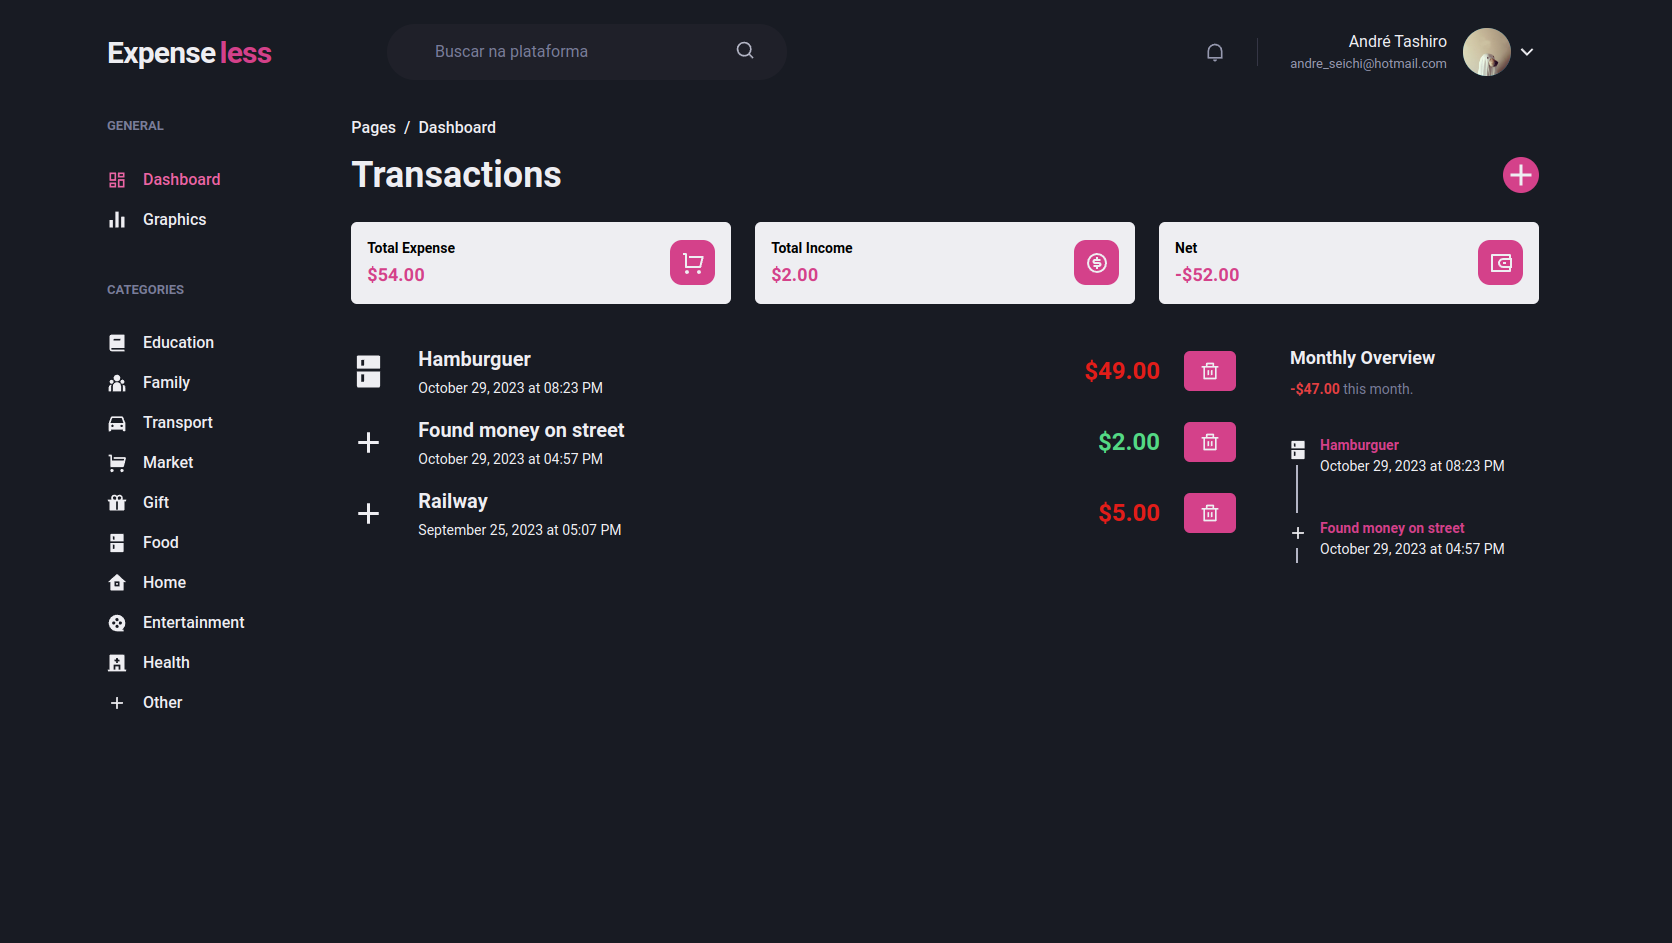 Expense less
Buscar na plataforma
André Tashiro
andre_seichi@hotmail.com
GENERAL
Dashboard
Graphics
CATEGORIES
Education
Family
Transport
Market
Gift
Food
Home
Entertainment
Health
Other
Pages / Dashboard
Transactions
Total Expense
$54.00
Total Income
$2.00
Net
-$52.00
Hamburguer
October 29, 2023 at 08:23 PM
$49.00
Found money on street
October 29, 2023 at 04:57 PM
$2.00
Railway
September 25, 2023 at 05:07 PM
$5.00
Monthly Overview
-$47.00 this month.
Hamburguer
October 29, 2023 at 08:23 PM
Found money on street
October 29, 2023 at 04:57 PM